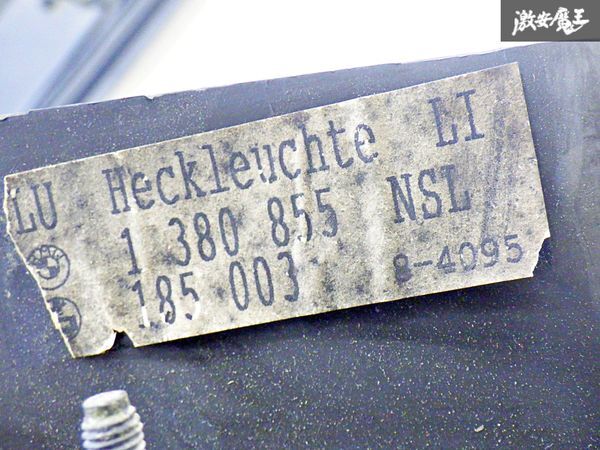 激安魔王
LU Heckleuchte LI
1 380 855 NSL
185 003 8-4095